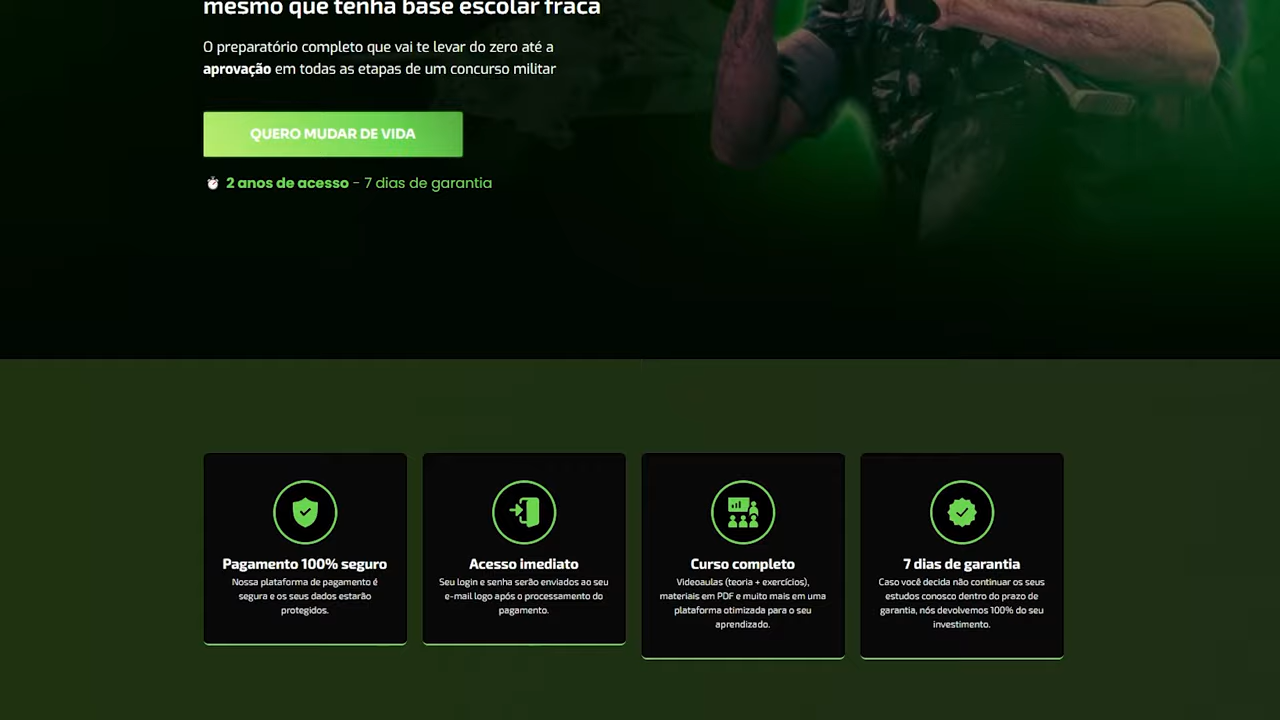 mesmo que tenha base escolar fraca
O preparatório completo que vai te levar do zero até a
aprovação em todas as etapas de um concurso militar
QUERO MUDAR DE VIDA
2 anos de acesso - 7 dias de garantia
Pagamento 100% seguro
Nossa plataforma de pagamento é
segura e os seus dados estarão
protegidos.
Acesso imediato
Seu login e senha serão enviados ao seu
e-mail logo após o processamento do
pagamento.
Curso completo
Videoaulas (teoria + exercícios),
materiais em PDF e muito mais em uma
plataforma otimizada para o seu
aprendizado.
7 dias de garantia
Caso você decida não continuar os seus
estudos conosco dentro do prazo de
garantia, nós devolvemos 100% do seu
investimento.